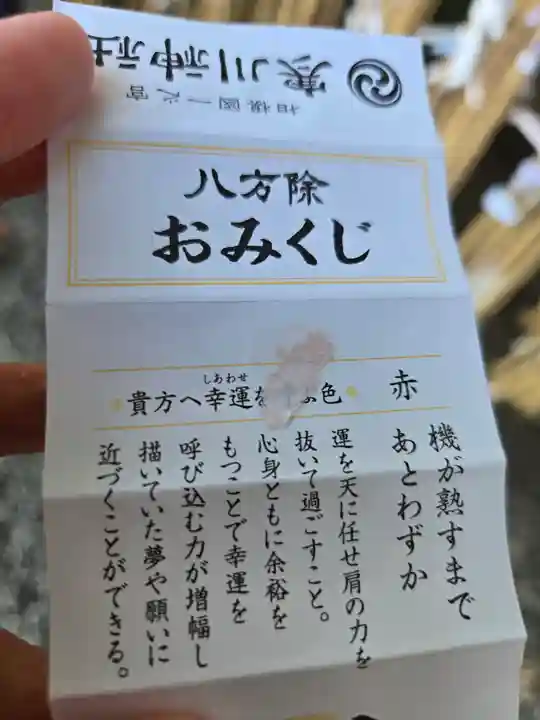 寒川神社
相模國一之宮
八方除
おみくじ
しあわせ
貴方へ幸運を ぶ色
赤
機が熟すまで
あとわずか
運を天に任せ肩の力を
抜いて過ごすこと。
心身ともに余裕を
もつことで幸運を
呼び込む力が増幅し
描いていた夢や願いに
近づくことができる。